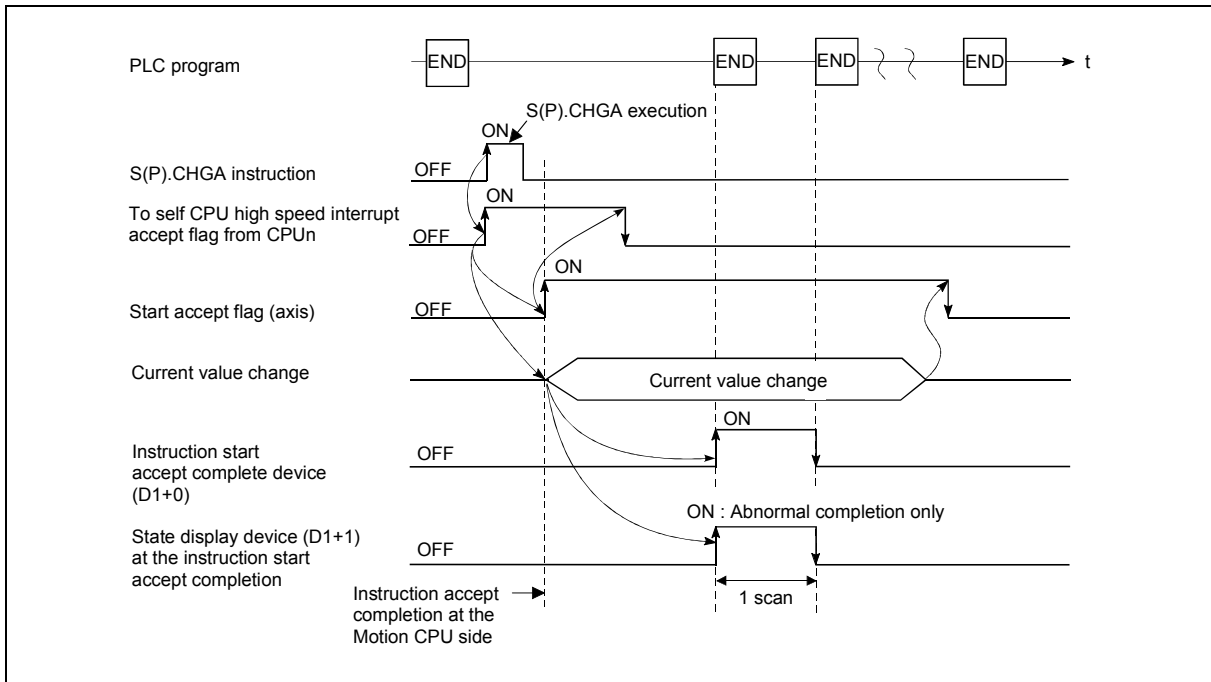 PLC program
END
END
END
END
t
S(P).CHGA execution
ON
S(P).CHGA instruction
OFF
ON
To self CPU high speed interrupt
accept flag from CPUn
OFF
ON
Start accept flag (axis)
OFF
Current value change
Current value change
ON
Instruction start
accept complete device
(D1+0)
OFF
ON : Abnormal completion only
State display device (D1+1)
at the instruction start
accept completion
OFF
Instruction accept
completion at the
Motion CPU side
1 scan